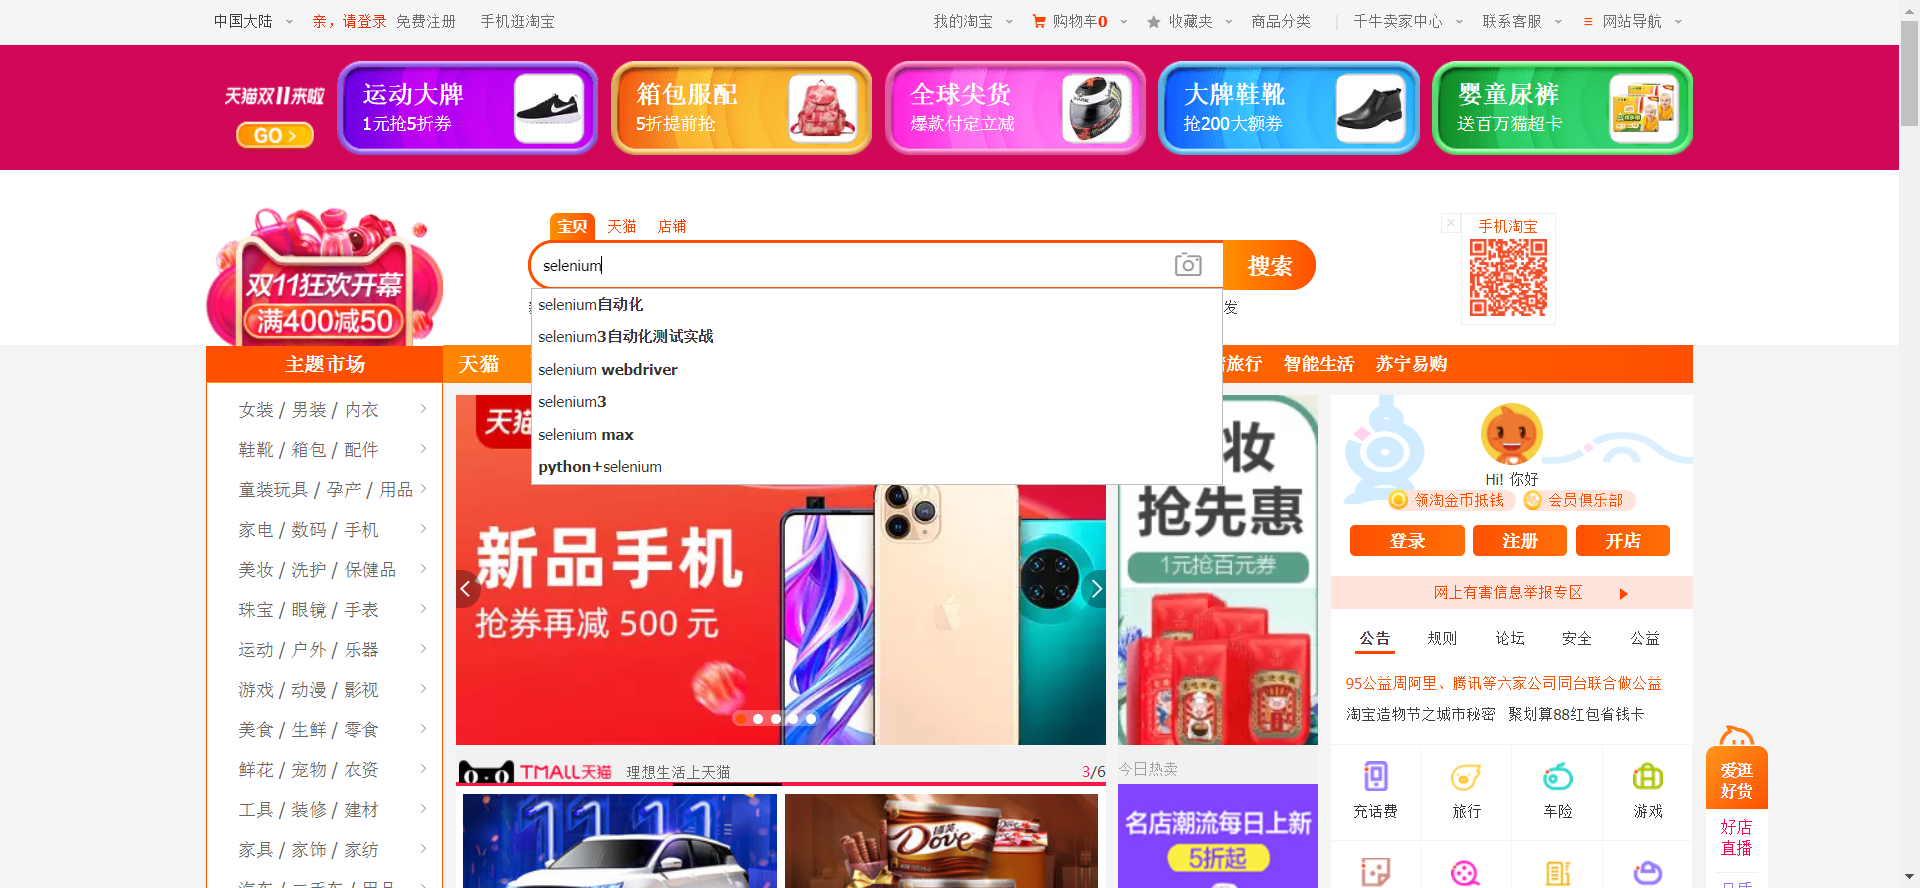 中国大陆 亲，请登录 免费注册 手机逛淘宝 我的淘宝 购物车0 收藏夹 商品分类 千牛卖家中心 联系客服 网站导航
天猫双11来啦
GO >
运动大牌
1元抢5折券
箱包服配
5折提前抢
全球尖货
爆款付定立减
大牌鞋靴
抢200大额券
婴童尿裤
送百万猫超卡
双11狂欢开幕
满400减50
宝贝 天猫 店铺
selenium
搜索
发
selenium自动化
selenium3自动化测试实战
selenium webdriver
selenium3
selenium max
python+selenium
手机淘宝
主题市场 天猫 旅行 智能生活 苏宁易购
女装 / 男装 / 内衣
鞋靴 / 箱包 / 配件
童装玩具 / 孕产 / 用品
家电 / 数码 / 手机
美妆 / 洗护 / 保健品
珠宝 / 眼镜 / 手表
运动 / 户外 / 乐器
游戏 / 动漫 / 影视
美食 / 生鲜 / 零食
鲜花 / 宠物 / 农资
工具 / 装修 / 建材
家具 / 家饰 / 家纺
汽车 / 二手车 / 用品
天猫
新品手机
抢券再减 500 元
妆
抢先惠
1元抢百元券
TMALL天猫 理想生活上天猫 3/6
11.11
Dove
今日热卖
名店潮流每日上新
5折起
Hi! 你好
领淘金币抵钱 会员俱乐部
登录 注册 开店
网上有害信息举报专区
公告 规则 论坛 安全 公益
95公益周阿里、腾讯等六家公司同台联合做公益
淘宝造物节之城市秘密 聚划算88红包省钱卡
充话费 旅行 车险 游戏
爱逛
好货
好店
直播
品质